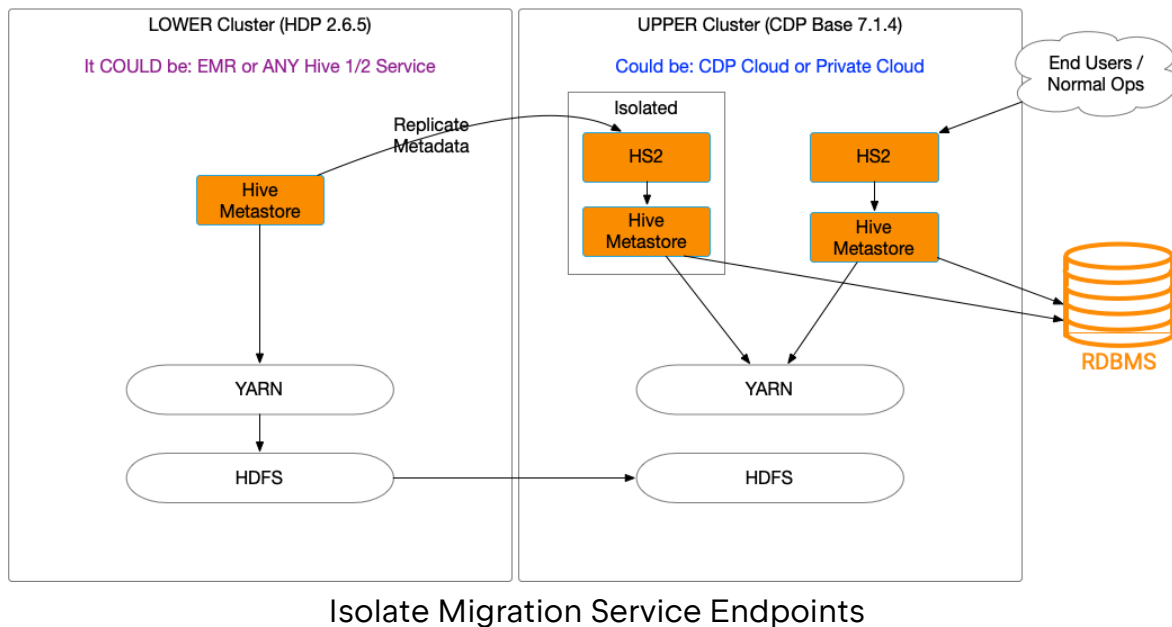 LOWER Cluster (HDP 2.6.5)
It COULD be: EMR or ANY Hive 1/2 Service
Replicate
Metadata
Hive
Metastore
YARN
HDFS
UPPER Cluster (CDP Base 7.1.4)
Could be: CDP Cloud or Private Cloud
Isolated
HS2
Hive
Metastore
HS2
Hive
Metastore
YARN
HDFS
End Users /
Normal Ops
RDBMS
Isolate Migration Service Endpoints